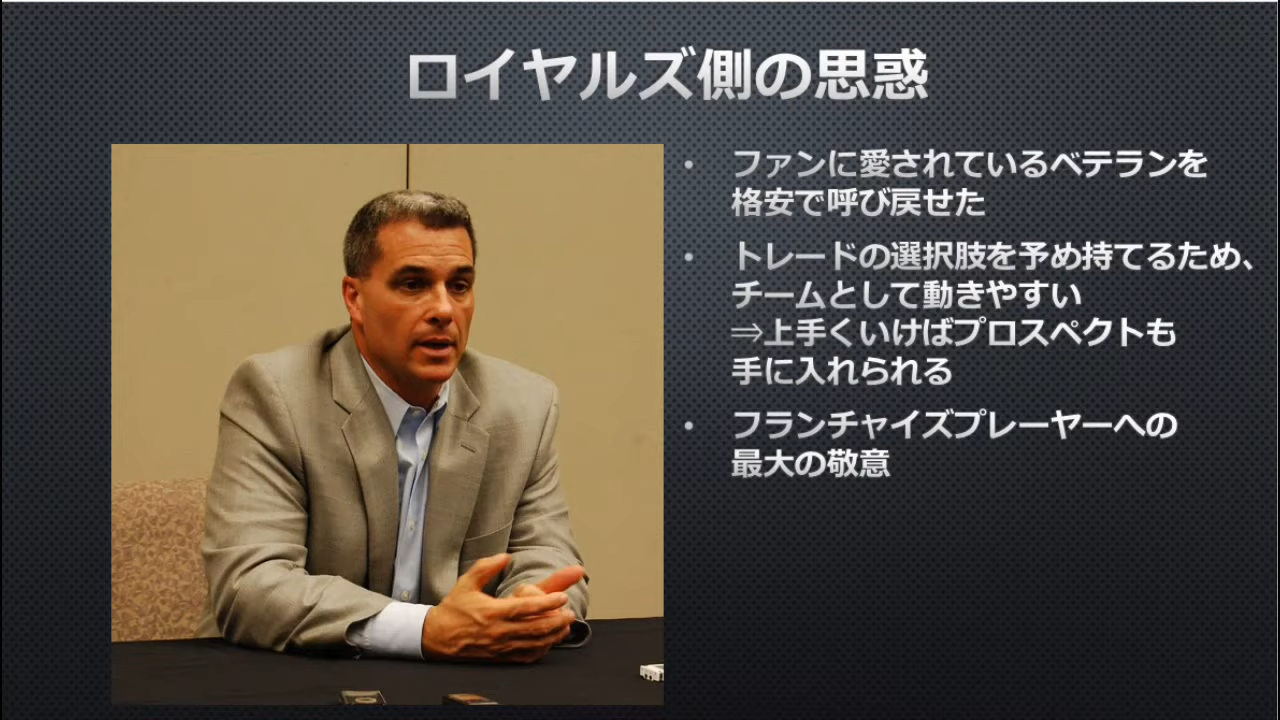 ロイヤルズ側の思惑
• ファンに愛されているベテランを
格安で呼び戻せた
• トレードの選択肢を予め持てるため、
チームとして動きやすい
⇒上手くいけばプロスペクトも
手に入れられる
• フランチャイズプレーヤーへの
最大の敬意